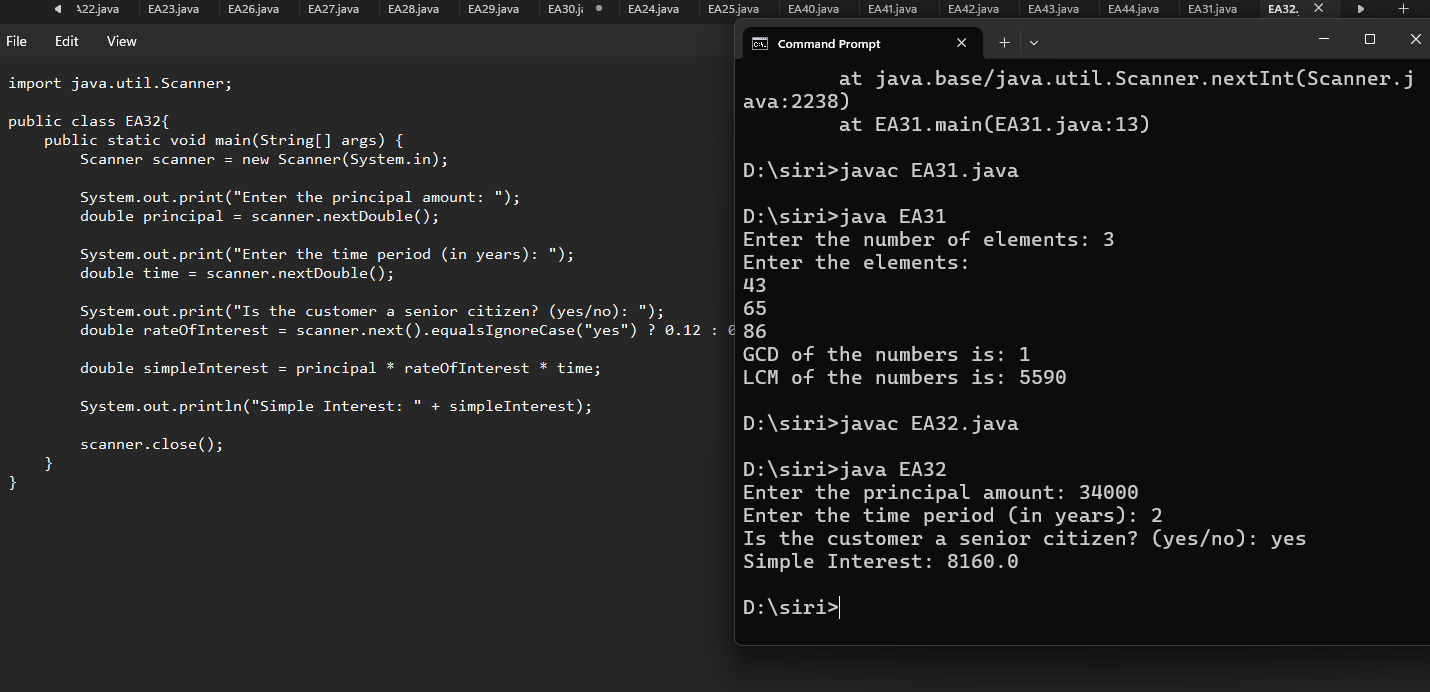 A22.java EA23.java EA26.java EA27.java EA28.java EA29.java EA30.j EA24.java EA25.java EA40.java EA41.java EA42.java EA43.java EA44.java EA31.java EA32.
File Edit View
import java.util.Scanner;
public class EA32{
public static void main(String[] args) {
Scanner scanner = new Scanner(System.in);
System.out.print("Enter the principal amount: ");
double principal = scanner.nextDouble();
System.out.print("Enter the time period (in years): ");
double time = scanner.nextDouble();
System.out.print("Is the customer a senior citizen? (yes/no): ");
double rateOfInterest = scanner.next().equalsIgnoreCase("yes") ? 0.12 :
double simpleInterest = principal * rateOfInterest * time;
System.out.println("Simple Interest: " + simpleInterest);
scanner.close();
}
}
Command Prompt
at java.base/java.util.Scanner.nextInt(Scanner.j
ava:2238)
at EA31.main(EA31.java:13)
D:\siri>javac EA31.java
D:\siri>java EA31
Enter the number of elements: 3
Enter the elements:
43
65
86
GCD of the numbers is: 1
LCM of the numbers is: 5590
D:\siri>javac EA32.java
D:\siri>java EA32
Enter the principal amount: 34000
Enter the time period (in years): 2
Is the customer a senior citizen? (yes/no): yes
Simple Interest: 8160.0
D:\siri>